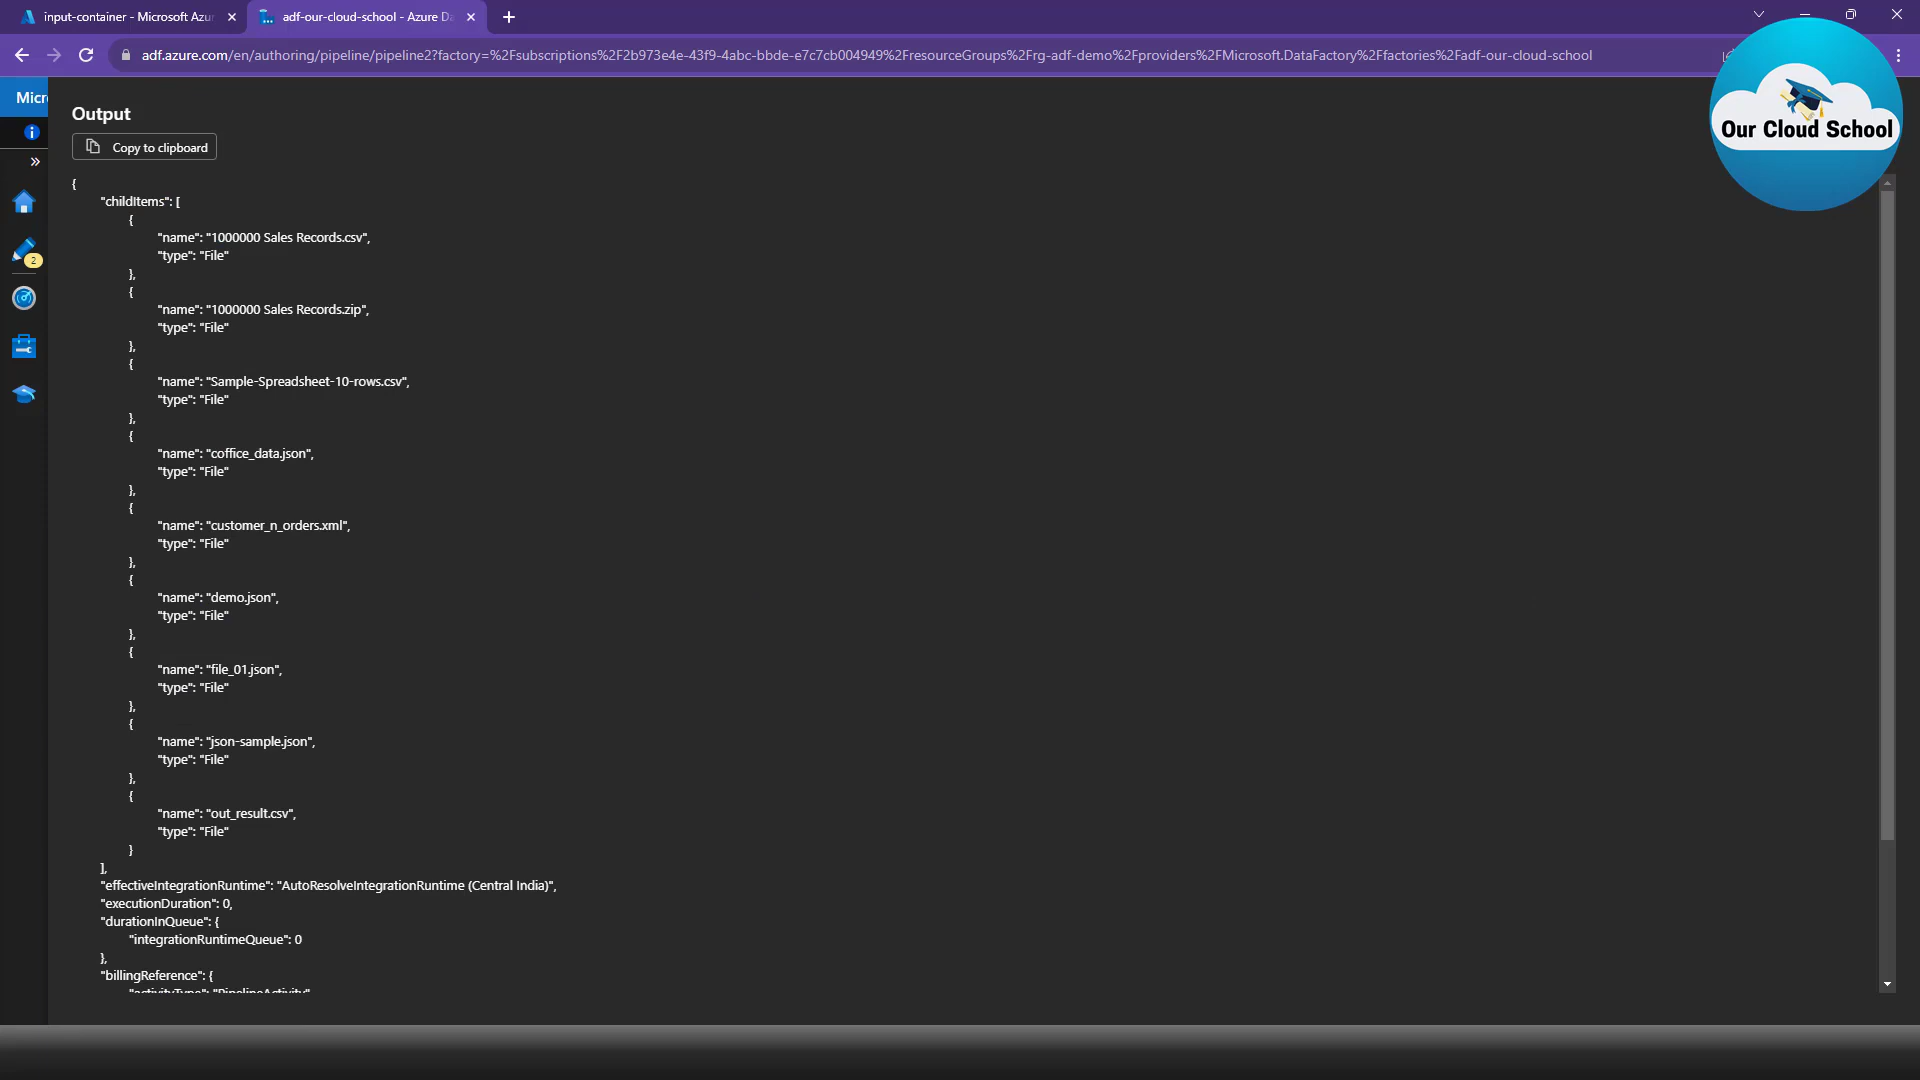 input-container - Microsoft Azur
adf-our-cloud-school - Azure Da
adf.azure.com/en/authoring/pipeline/pipeline2?factory=%2Fsubscriptions%2F2b973e4e-43f9-4abc-bbde-e7c7cb004949%2FresourceGroups%2Frg-adf-demo%2Fproviders%2FMicrosoft.DataFactory%2Ffactories%2Fadf-our-cloud-school
Micr
Our Cloud School
Output
Copy to clipboard
2
{
"childItems": [
{
"name": "1000000 Sales Records.csv",
"type": "File"
},
{
"name": "1000000 Sales Records.zip",
"type": "File"
},
{
"name": "Sample-Spreadsheet-10-rows.csv",
"type": "File"
},
{
"name": "coffice_data.json",
"type": "File"
},
{
"name": "customer_n_orders.xml",
"type": "File"
},
{
"name": "demo.json",
"type": "File"
},
{
"name": "file_01.json",
"type": "File"
},
{
"name": "json-sample.json",
"type": "File"
},
{
"name": "out_result.csv",
"type": "File"
}
],
"effectiveIntegrationRuntime": "AutoResolveIntegrationRuntime (Central India)",
"executionDuration": 0,
"durationInQueue": {
"integrationRuntimeQueue": 0
},
"billingReference": {
"activityType": "PipelineActivity"